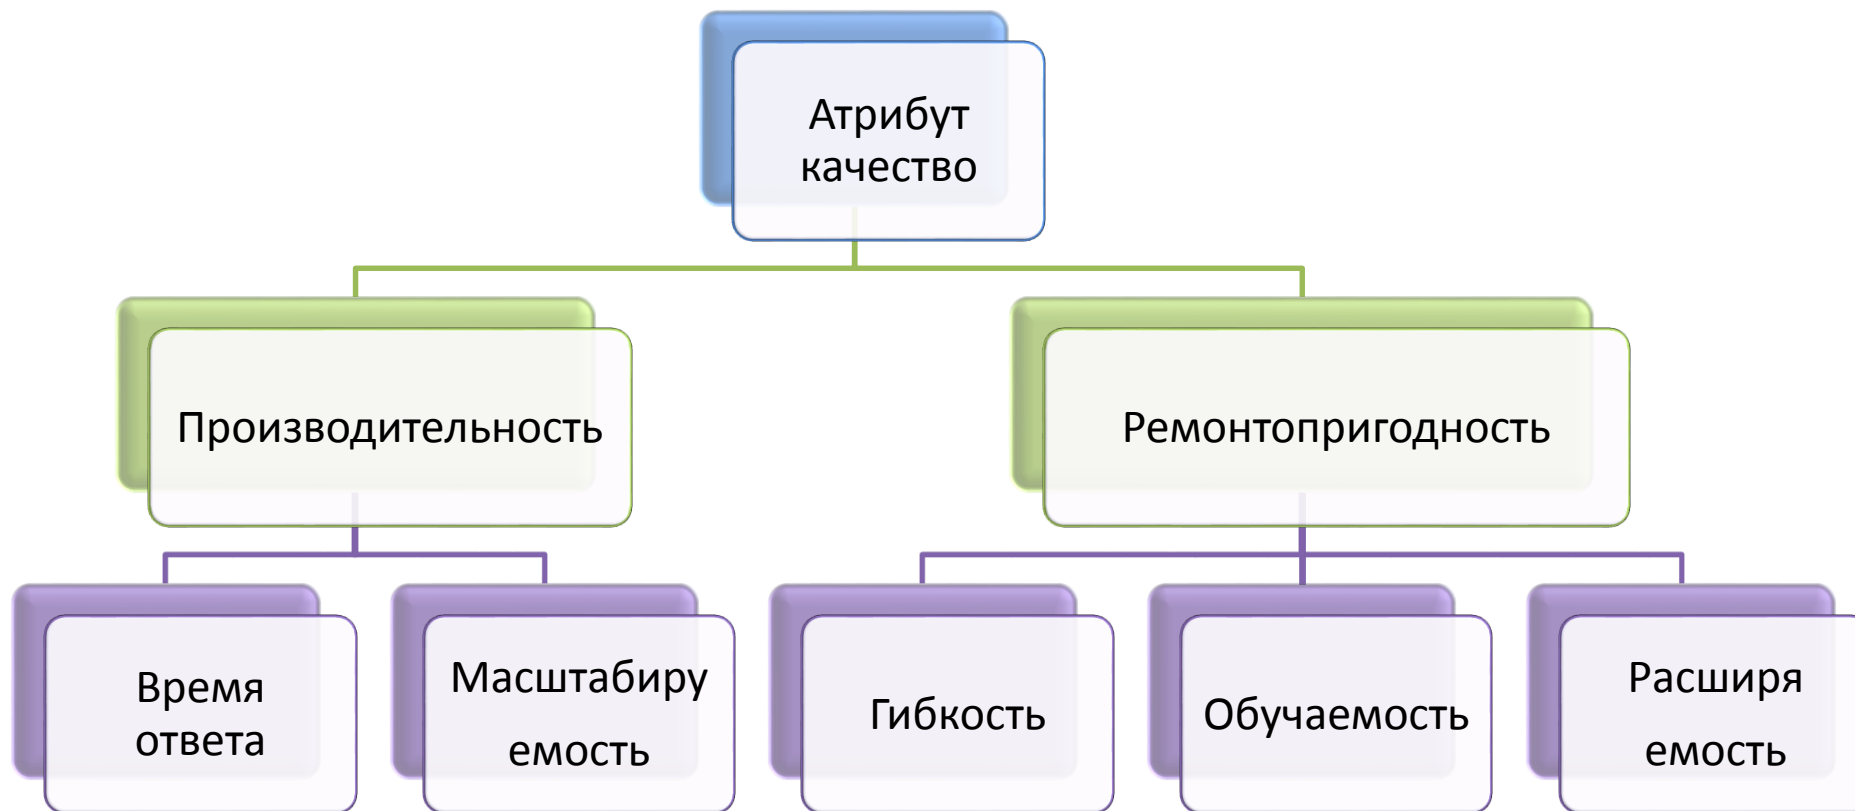 Атрибут
качество
Производительность
Ремонтопригодность
Время
ответа
Масштабиру
емость
Гибкость
Обучаемость
Расширя
емость